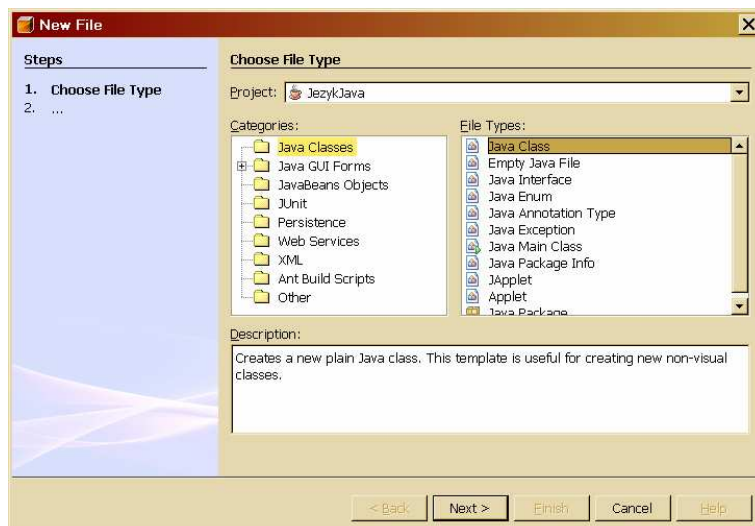 New File
Steps
1. Choose File Type
2. ...
Choose File Type
Project: JezykJava
Categories:
Java Classes
Java GUI Forms
JavaBeans Objects
JUnit
Persistence
Web Services
XML
Ant Build Scripts
Other
File Types:
Java Class
Empty Java File
Java Interface
Java Enum
Java Annotation Type
Java Exception
Java Main Class
Java Package Info
JApplet
Applet
Java Package
Description:
Creates a new plain Java class. This template is useful for creating new non-visual
classes.
< Back Next > Finish Cancel Help